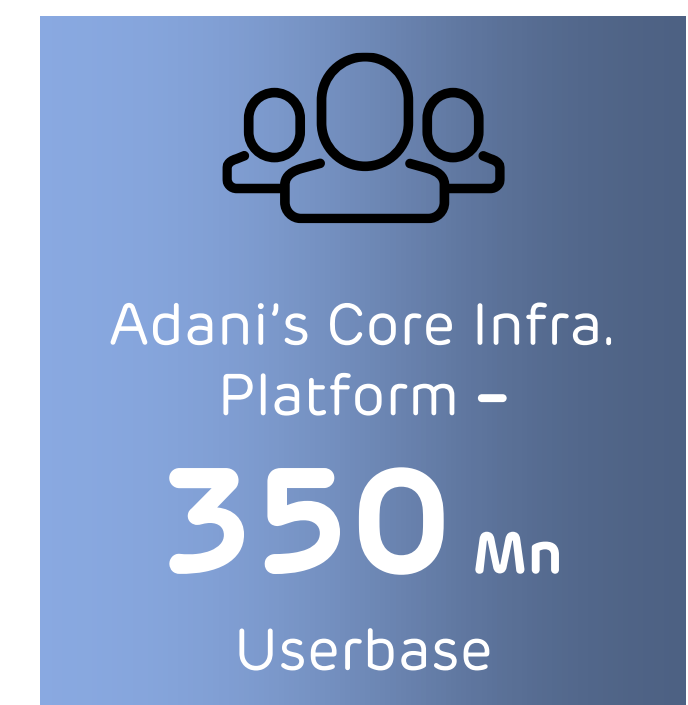 Adani’s Core Infra.
Platform –
350 Mn
Userbase